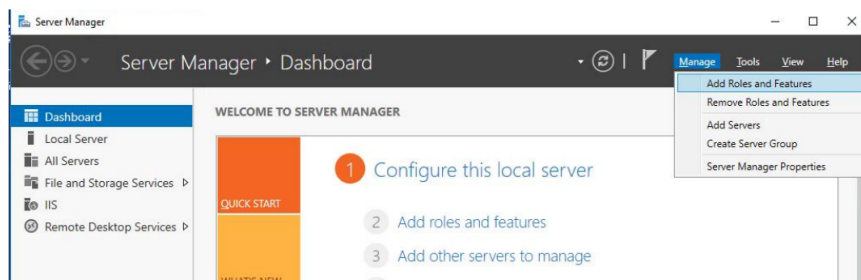 Server Manager
Server Manager ‣ Dashboard
Manage Tools View Help
Add Roles and Features
Remove Roles and Features
Add Servers
Create Server Group
Server Manager Properties
Dashboard
Local Server
All Servers
File and Storage Services
IIS
Remote Desktop Services
WELCOME TO SERVER MANAGER
QUICK START
1 Configure this local server
2 Add roles and features
3 Add other servers to manage
WHAT'S NEW